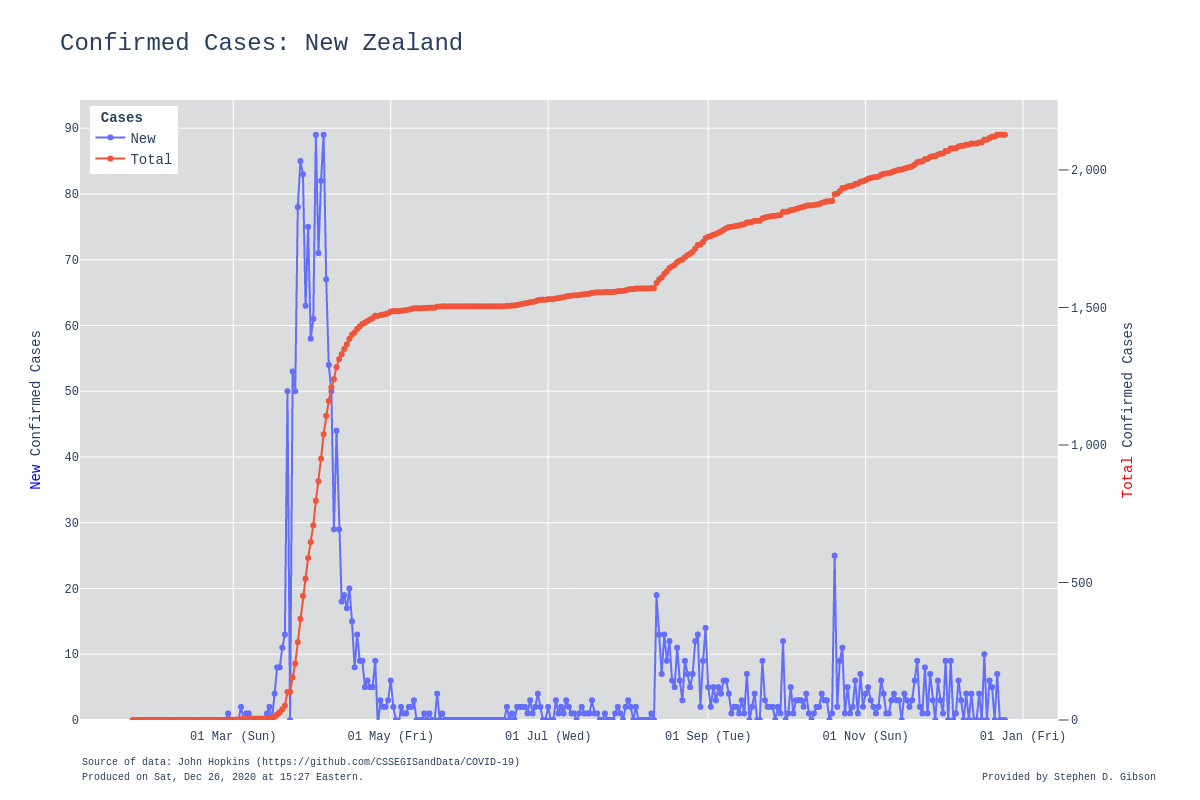 Confirmed Cases: New Zealand
Cases
New
Total
90
80
70
60
50
40
30
20
10
0
New Confirmed Cases
2,000
1,500
1,000
500
0
Total Confirmed Cases
01 Mar (Sun)
01 May (Fri)
01 Jul (Wed)
01 Sep (Tue)
01 Nov (Sun)
01 Jan (Fri)
Source of data: John Hopkins (https://github.com/CSSEGISandData/COVID-19)
Produced on Sat, Dec 26, 2020 at 15:27 Eastern.
Provided by Stephen D. Gibson